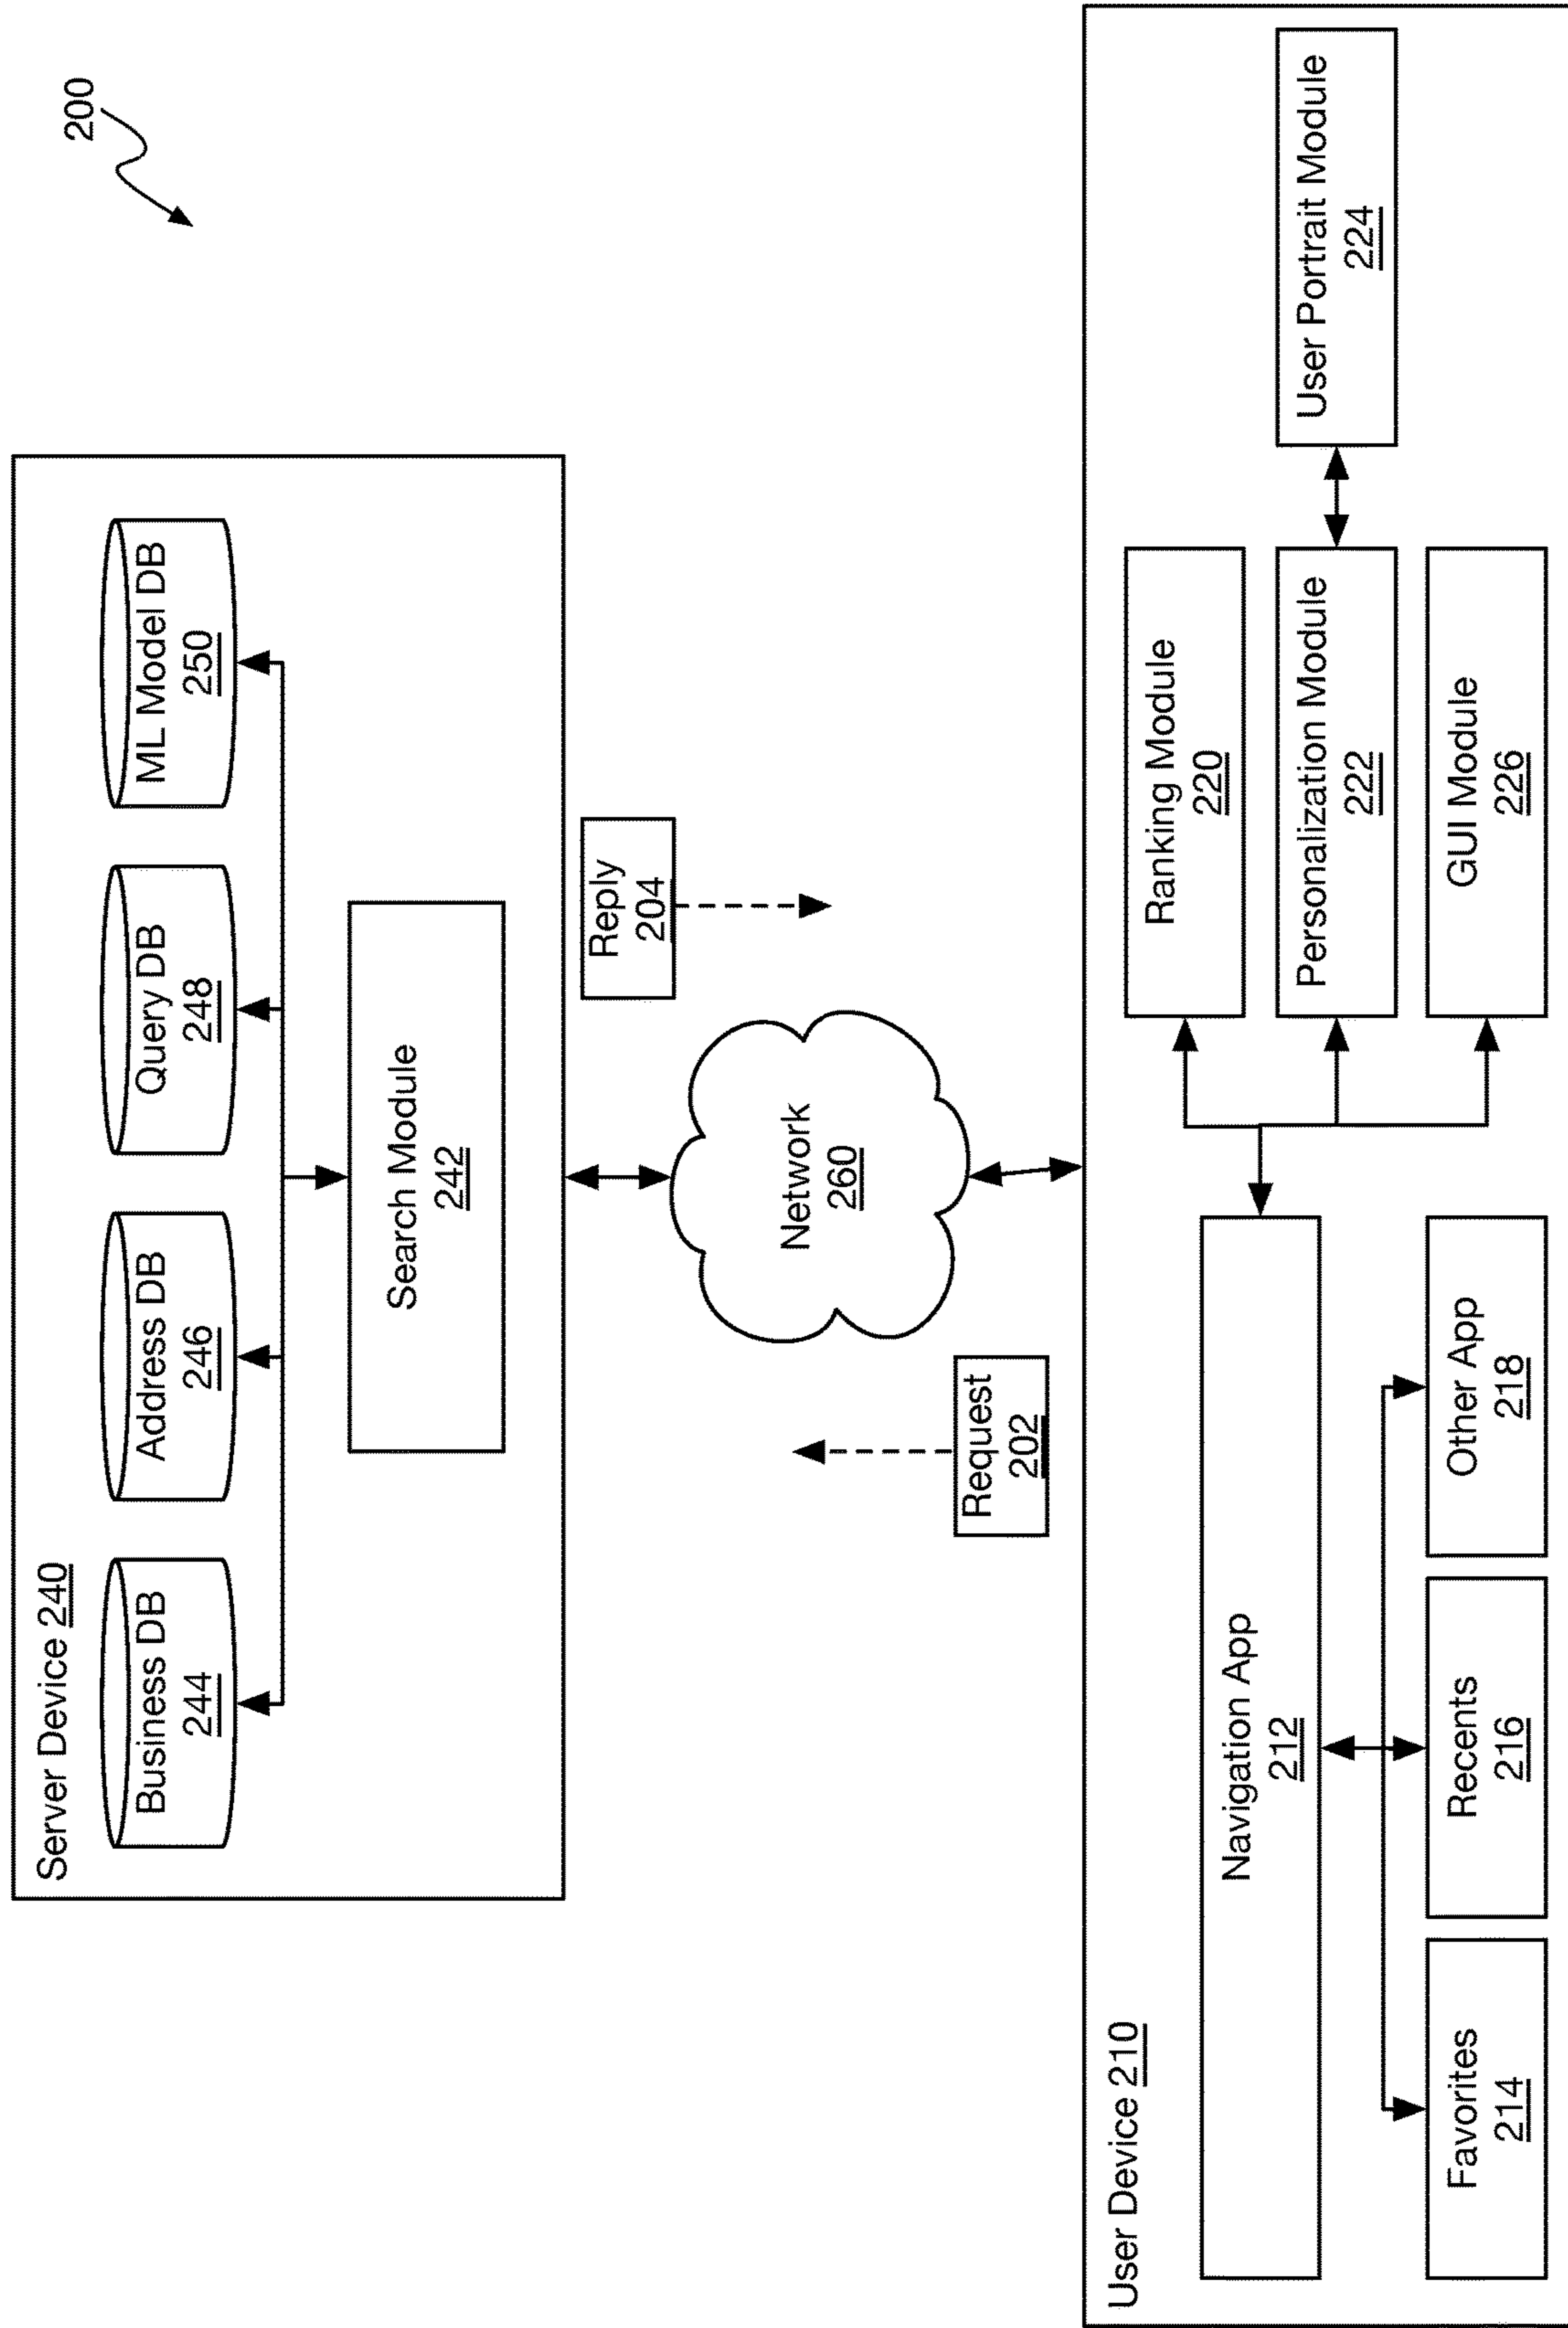 200
Server Device 240
Business DB
244
Address DB
246
Query DB
248
ML Model DB
250
Search Module
242
Reply
204
Network
260
Request
202
User Device 210
Navigation App
212
Ranking Module
220
Personalization Module
222
User Portrait Module
224
GUI Module
226
Favorites
214
Recents
216
Other App
218